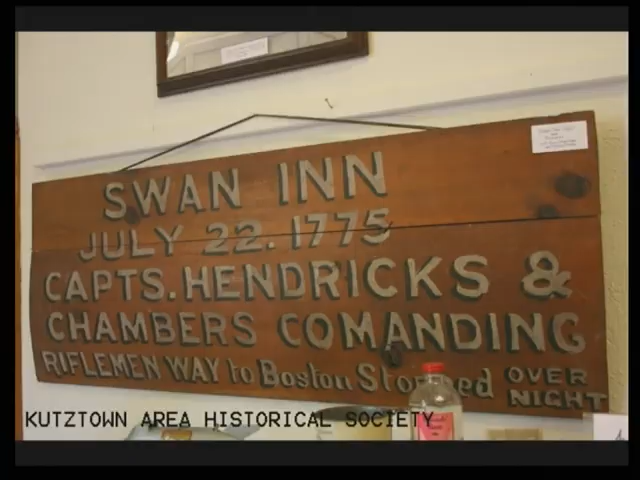 SWAN INN
JULY 22. 1775
CAPTS. HENDRICKS &
CHAMBERS COMANDING
RIFLEMEN WAY to Boston Stopped OVER NIGHT
KUTZTOWN AREA HISTORICAL SOCIETY